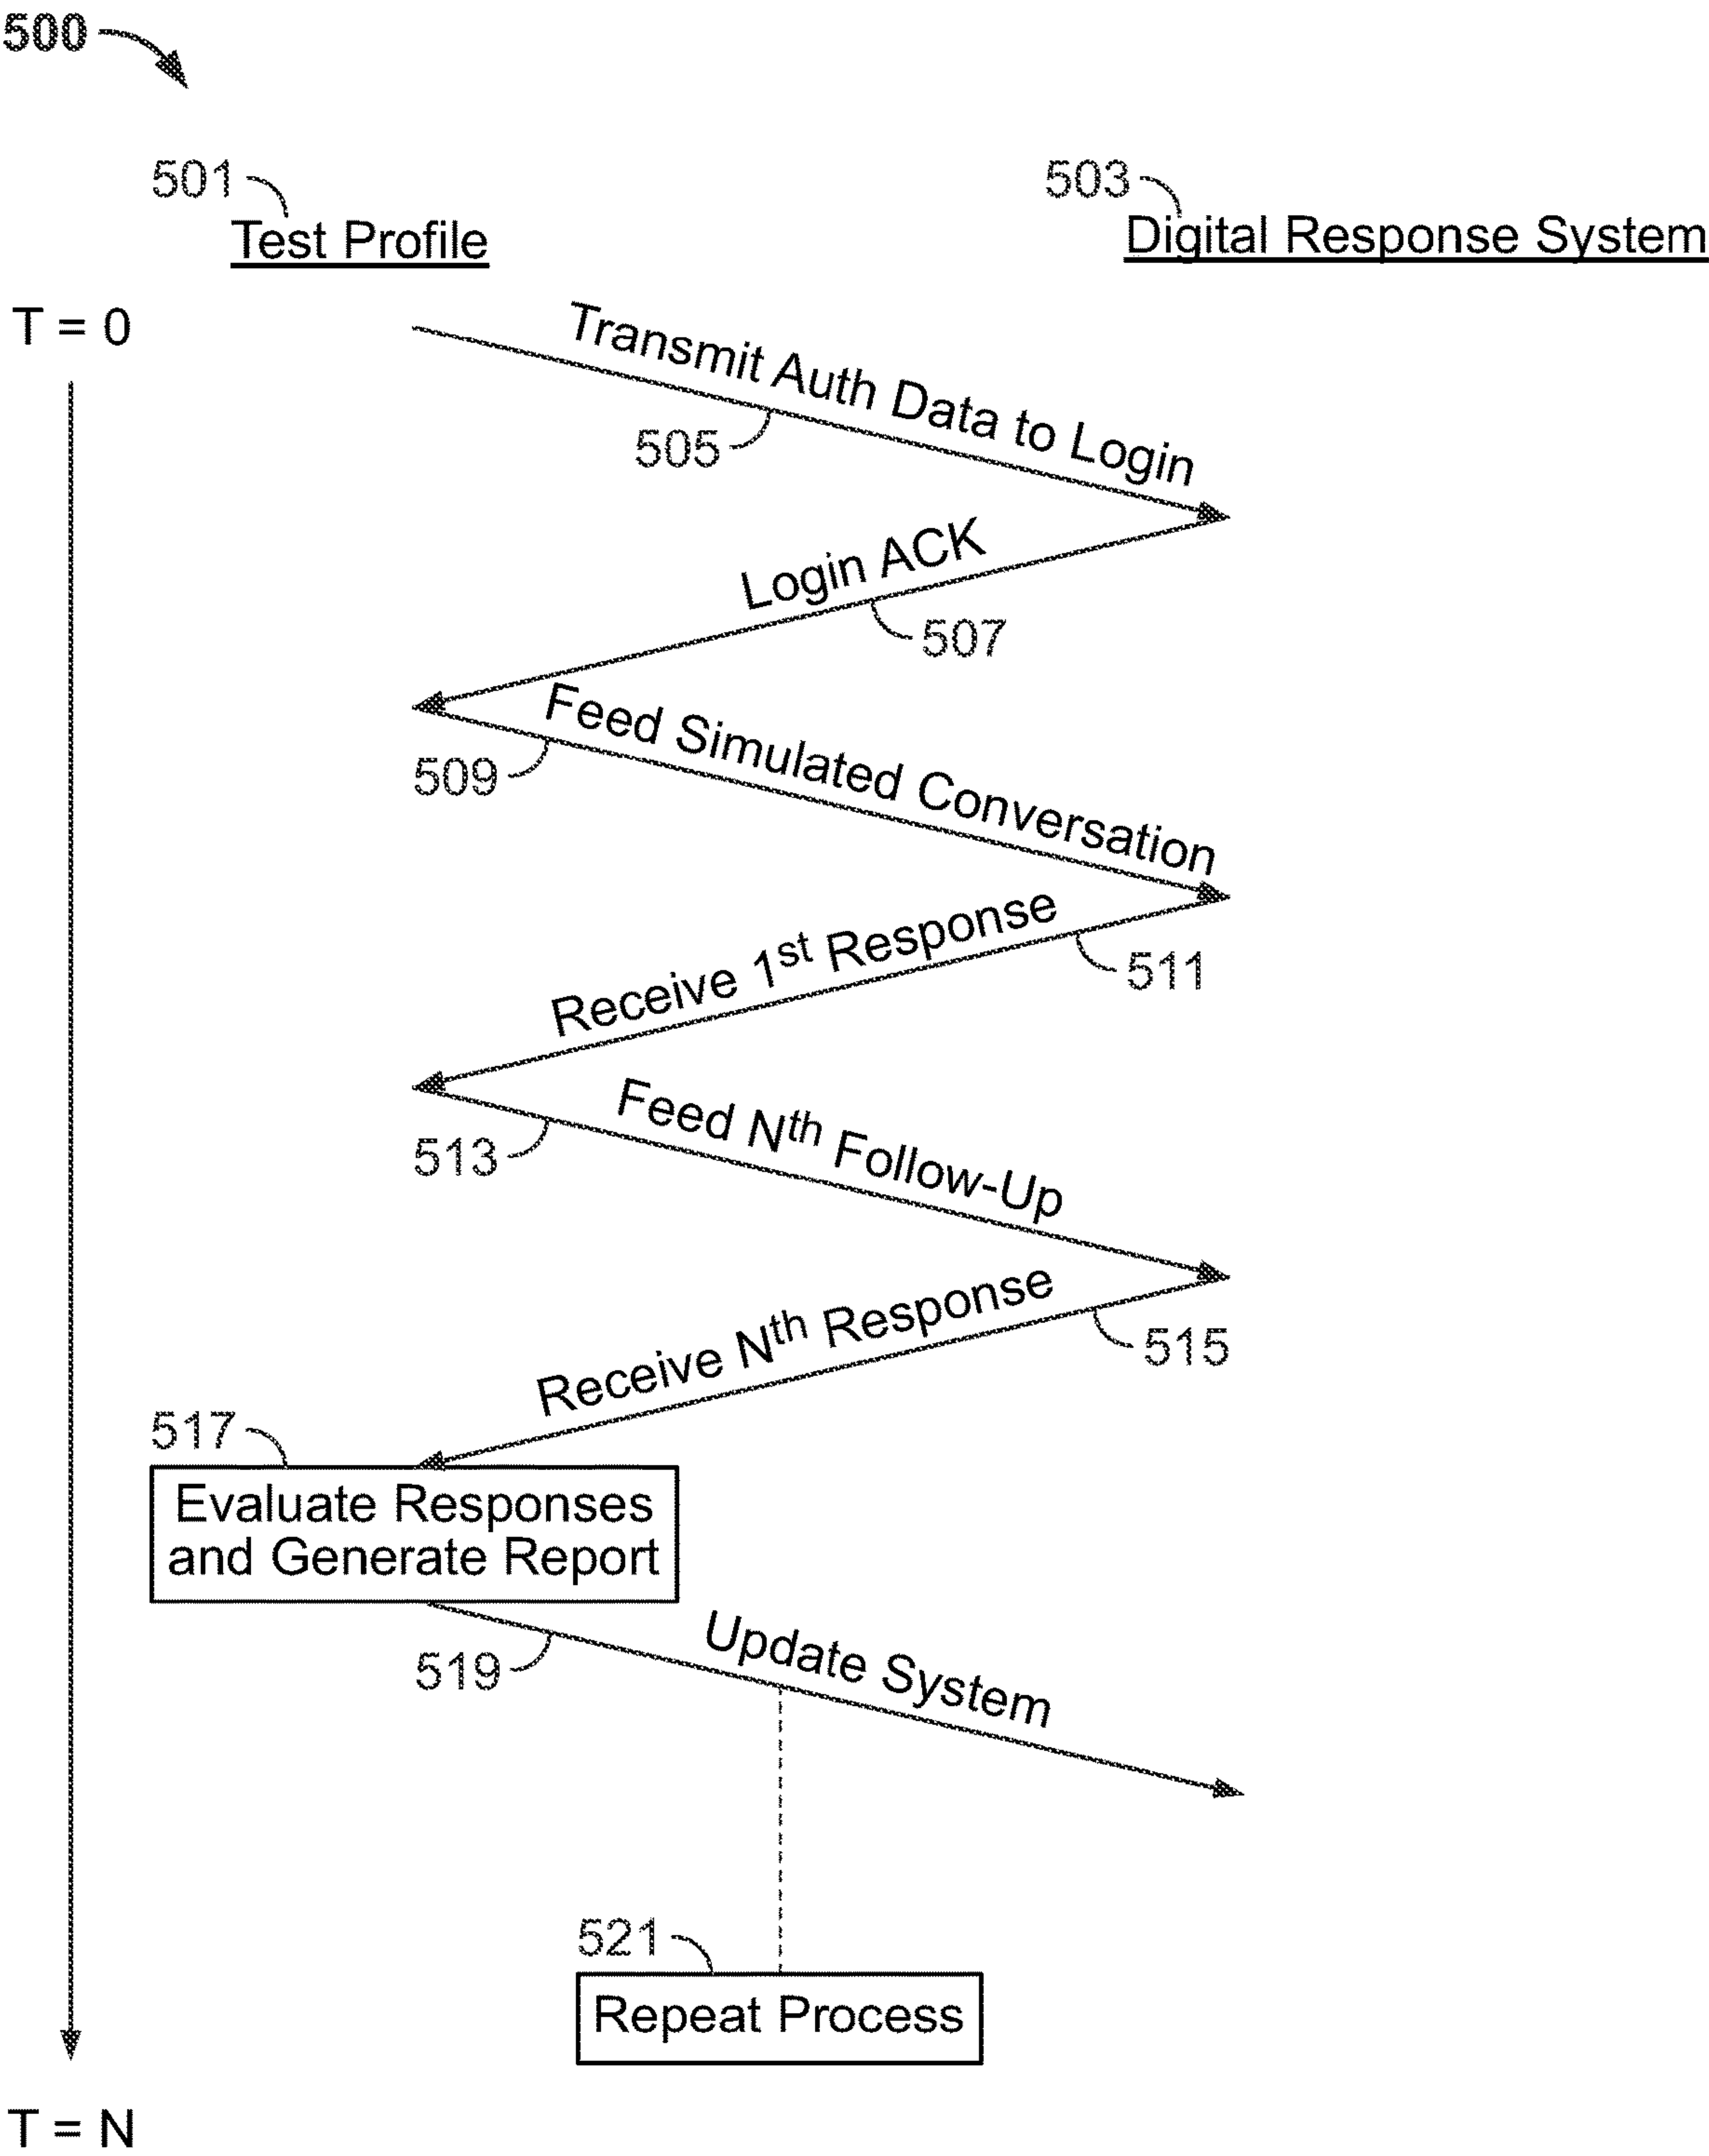 500
501
503
Test Profile
Digital Response System
T = 0
Transmit Auth Data to Login
505
Login ACK
507
Feed Simulated Conversation
509
Receive 1st Response
511
Feed Nth Follow-Up
513
Receive Nth Response
515
517
Evaluate Responses
and Generate Report
Update System
519
521
Repeat Process
T = N